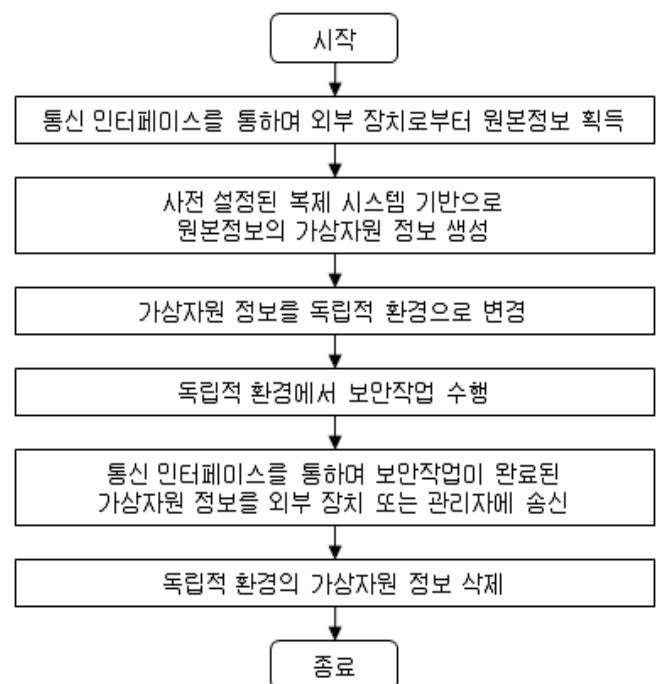 시작
통신 인터페이스를 통하며 외부 장치로부터 원본정보 획득
사전 설정된 복제 시스템 기반으로
원본정보의 가상자원 정보 생성
가상자원 정보를 독립적 환경으로 변경
독립적 환경에서 보안작업 수행
통신 인터페이스를 통하며 보안작업이 완료된
가상자원 정보를 외부 장치 또는 관리자에 송신
독립적 환경의 가상자원 정보 삭제
종료